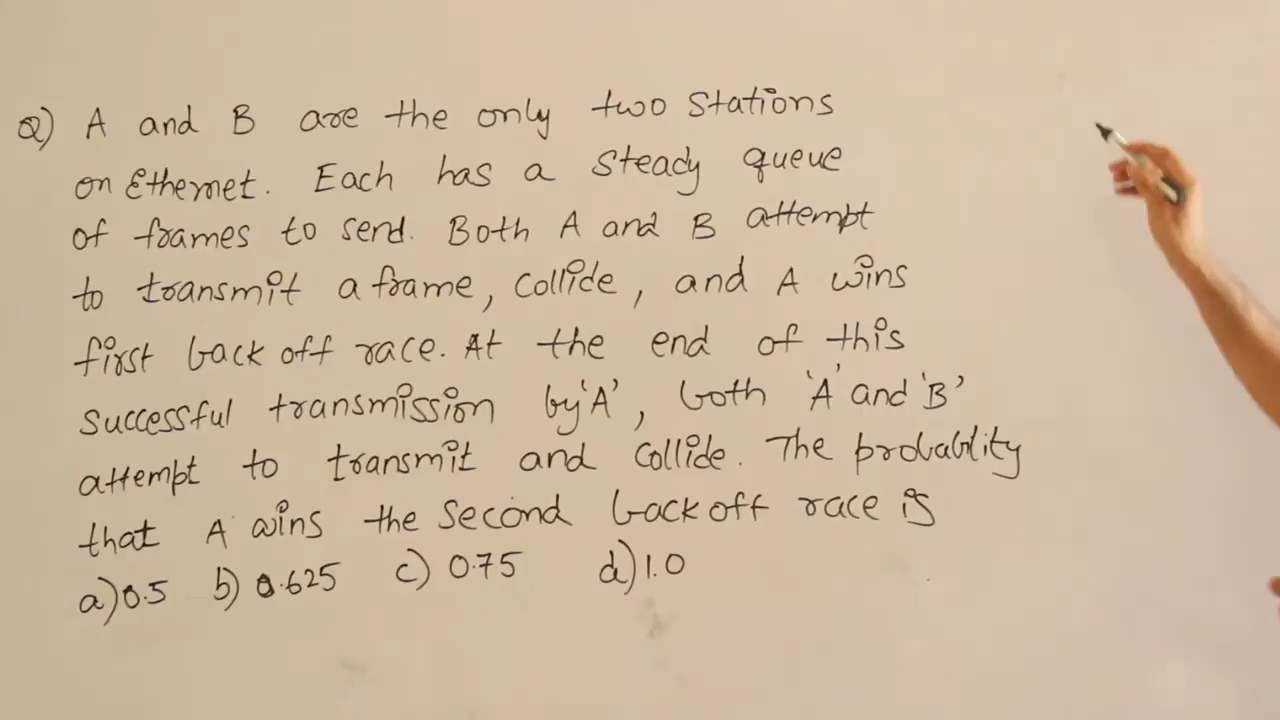 Q) A and B are the only two stations
on Ethernet. Each has a steady queue
of frames to send. Both A and B attempt
to transmit a frame, collide, and A wins
first back off race. At the end of this
successful transmission by 'A', both 'A' and 'B'
attempt to transmit and collide. The probability
that A wins the second back off race is
a) 0.5 b) 0.625 c) 0.75 d) 1.0